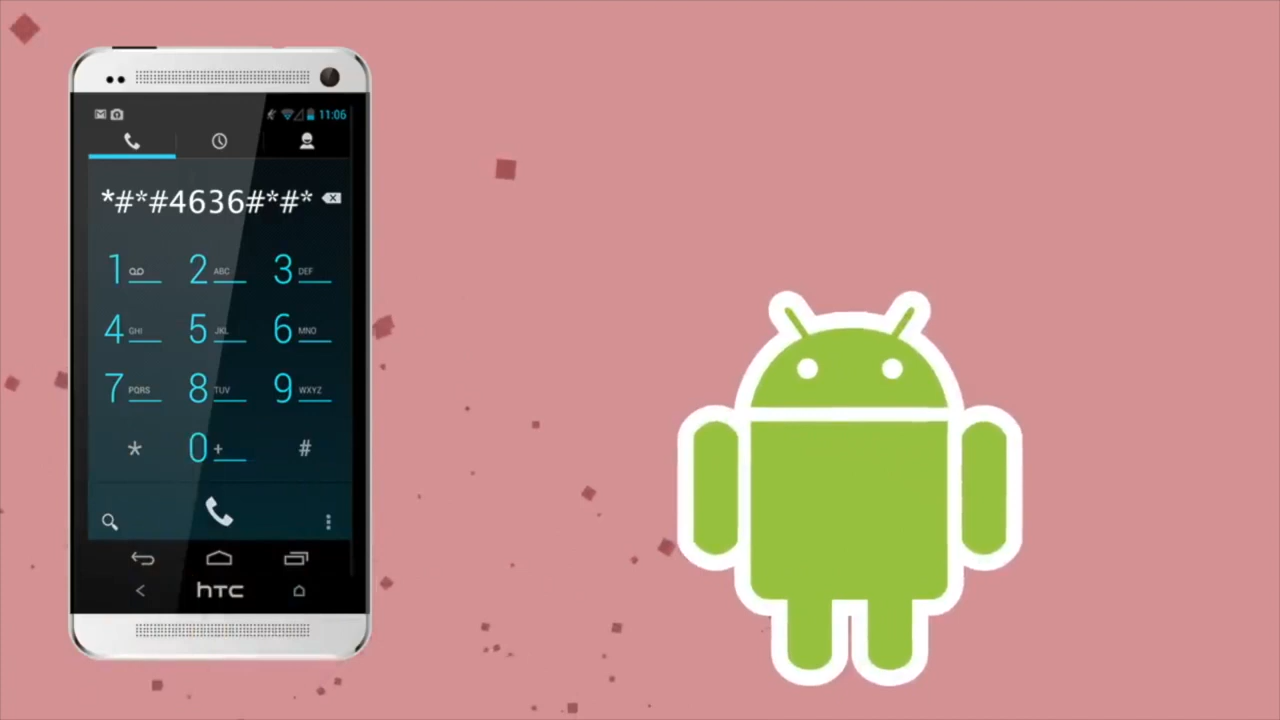 11:06
*#*#4636#*#*
1 2 ABC 3 DEF
4 GHI 5 JKL 6 MNO
7 PQRS 8 TUV 9 WXYZ
* 0 + #
hTC